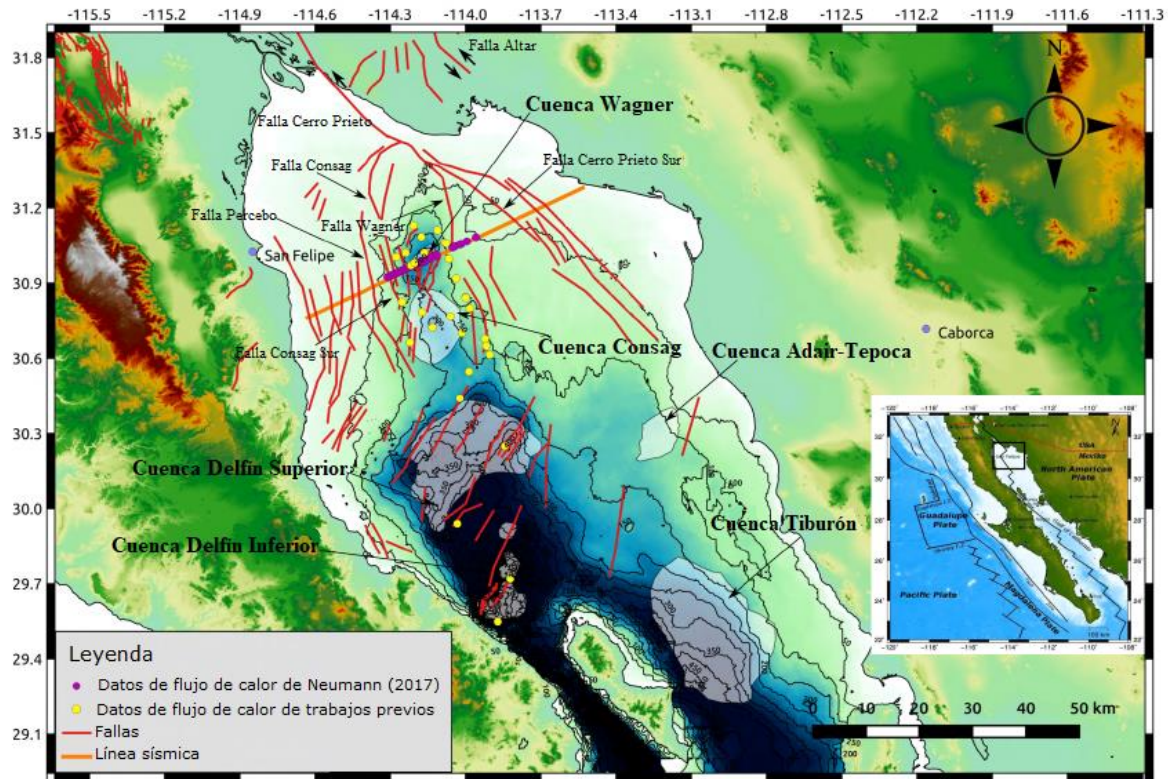 -115.5 -115.2 -114.9 -114.6 -114.3 -114.0 -113.7 -113.4 -113.1 -112.8 -112.5 -112.2 -111.9 -111.6 -111.3
31.8
31.5
31.2
30.9
30.6
30.3
30.0
29.7
29.4
29.1
Falla Altar
N
Cuenca Wagner
Falla Cerro Prieto
Falla Consag
Falla Cerro Prieto Sur
Falla Percebo
Falla Wagner
San Felipe
Caborca
Falla Consag Sur
Cuenca Consag
Cuenca Adair-Tepoca
Cuenca Delfín Superior
Cuenca Tiburón
Cuenca Delfín Inferior
USA
Mexiko
North American
Plate
Guadalupe
Plate
Pacific Plate
Magdalena Plate
100 km
Leyenda
Datos de flujo de calor de Neumann (2017)
Datos de flujo de calor de trabajos previos
Fallas
Línea sísmica
0 10 20 30 40 50 km